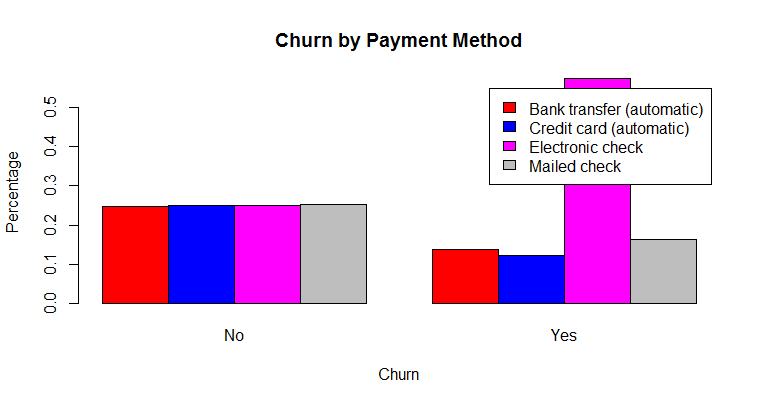 Churn by Payment Method
Percentage
0.5
0.4
0.3
0.2
0.1
0.0
Bank transfer (automatic)
Credit card (automatic)
Electronic check
Mailed check
No
Yes
Churn